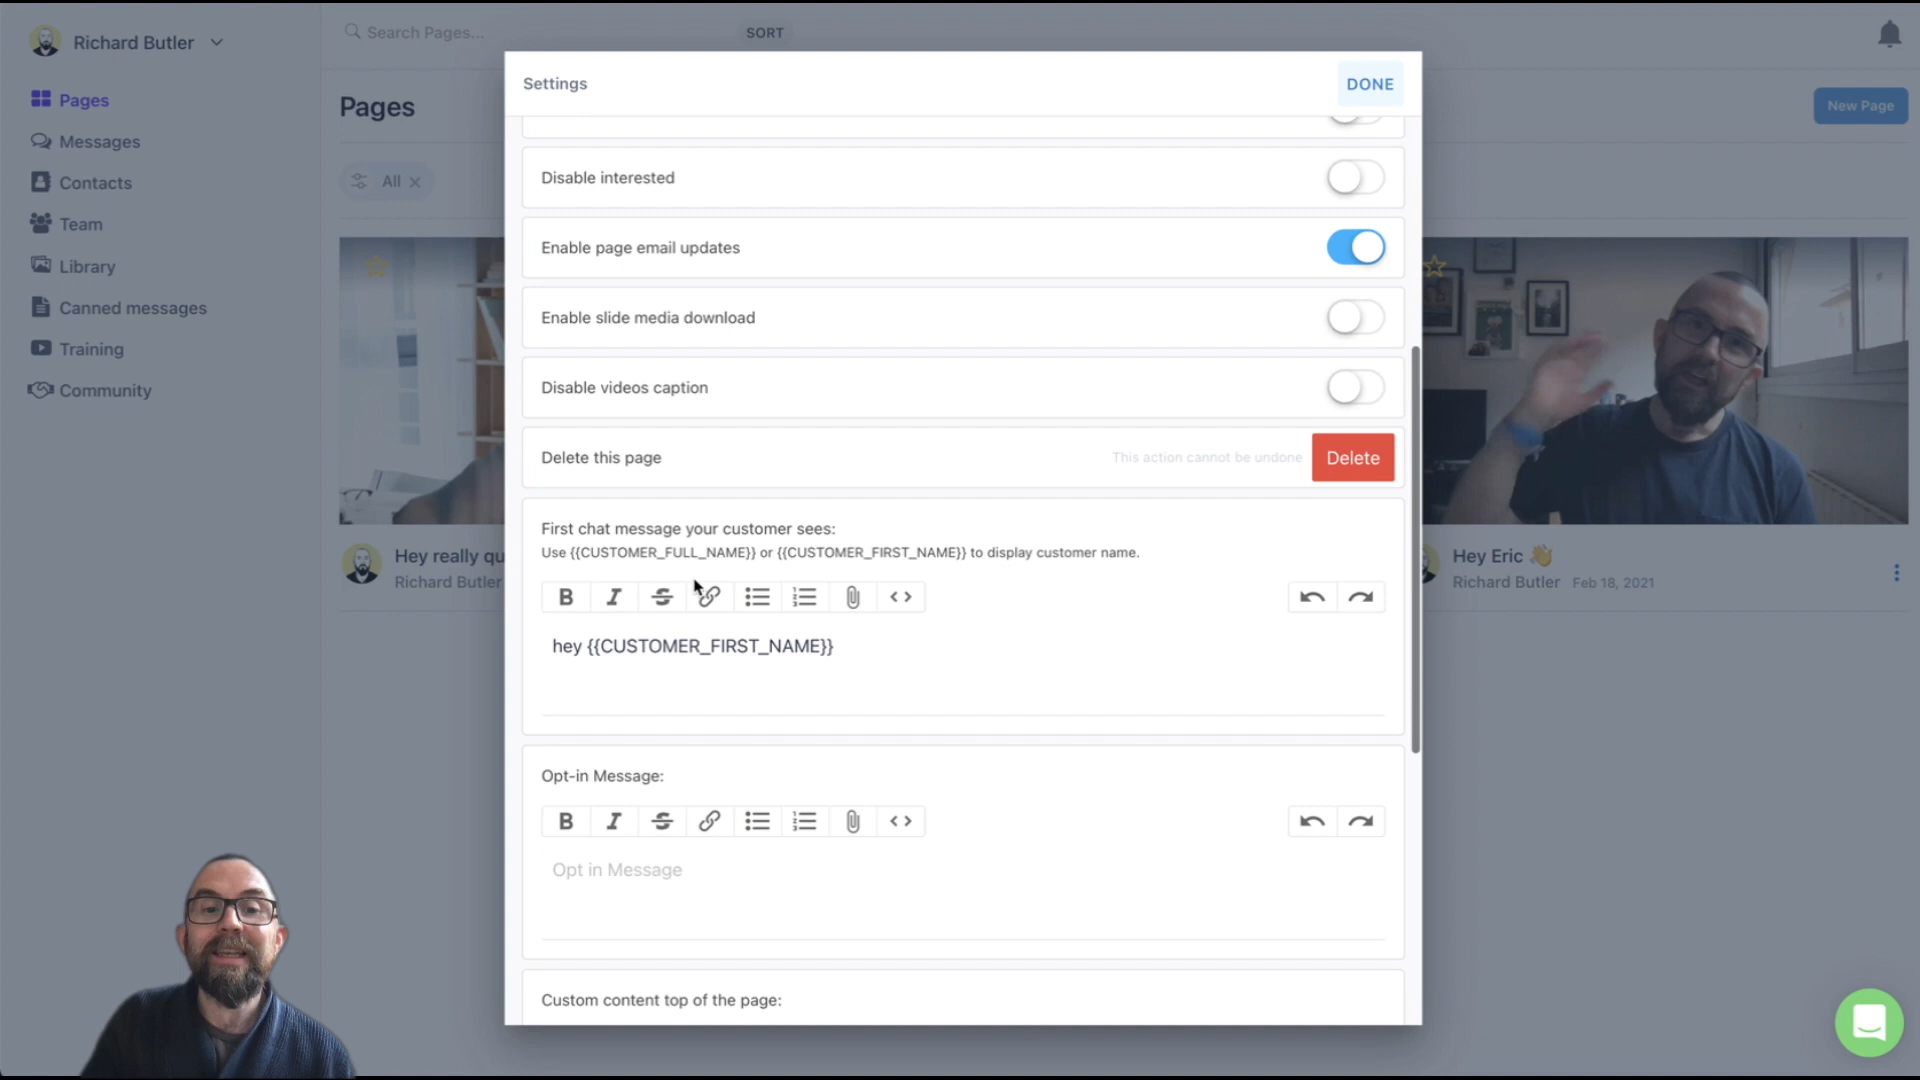 Richard Butler
Search Pages...
SORT
Pages
Messages
Contacts
Team
Library
Canned messages
Training
Community
Pages
New Page
All
Hey really qu
Richard Butler
Hey Eric 👋
Richard Butler Feb 18, 2021
Settings
DONE
Disable interested
Enable page email updates
Enable slide media download
Disable videos caption
Delete this page
This action cannot be undone
Delete
First chat message your customer sees:
Use {{CUSTOMER_FULL_NAME}} or {{CUSTOMER_FIRST_NAME}} to display customer name.
hey {{CUSTOMER_FIRST_NAME}}
Opt-in Message:
Opt in Message
Custom content top of the page: